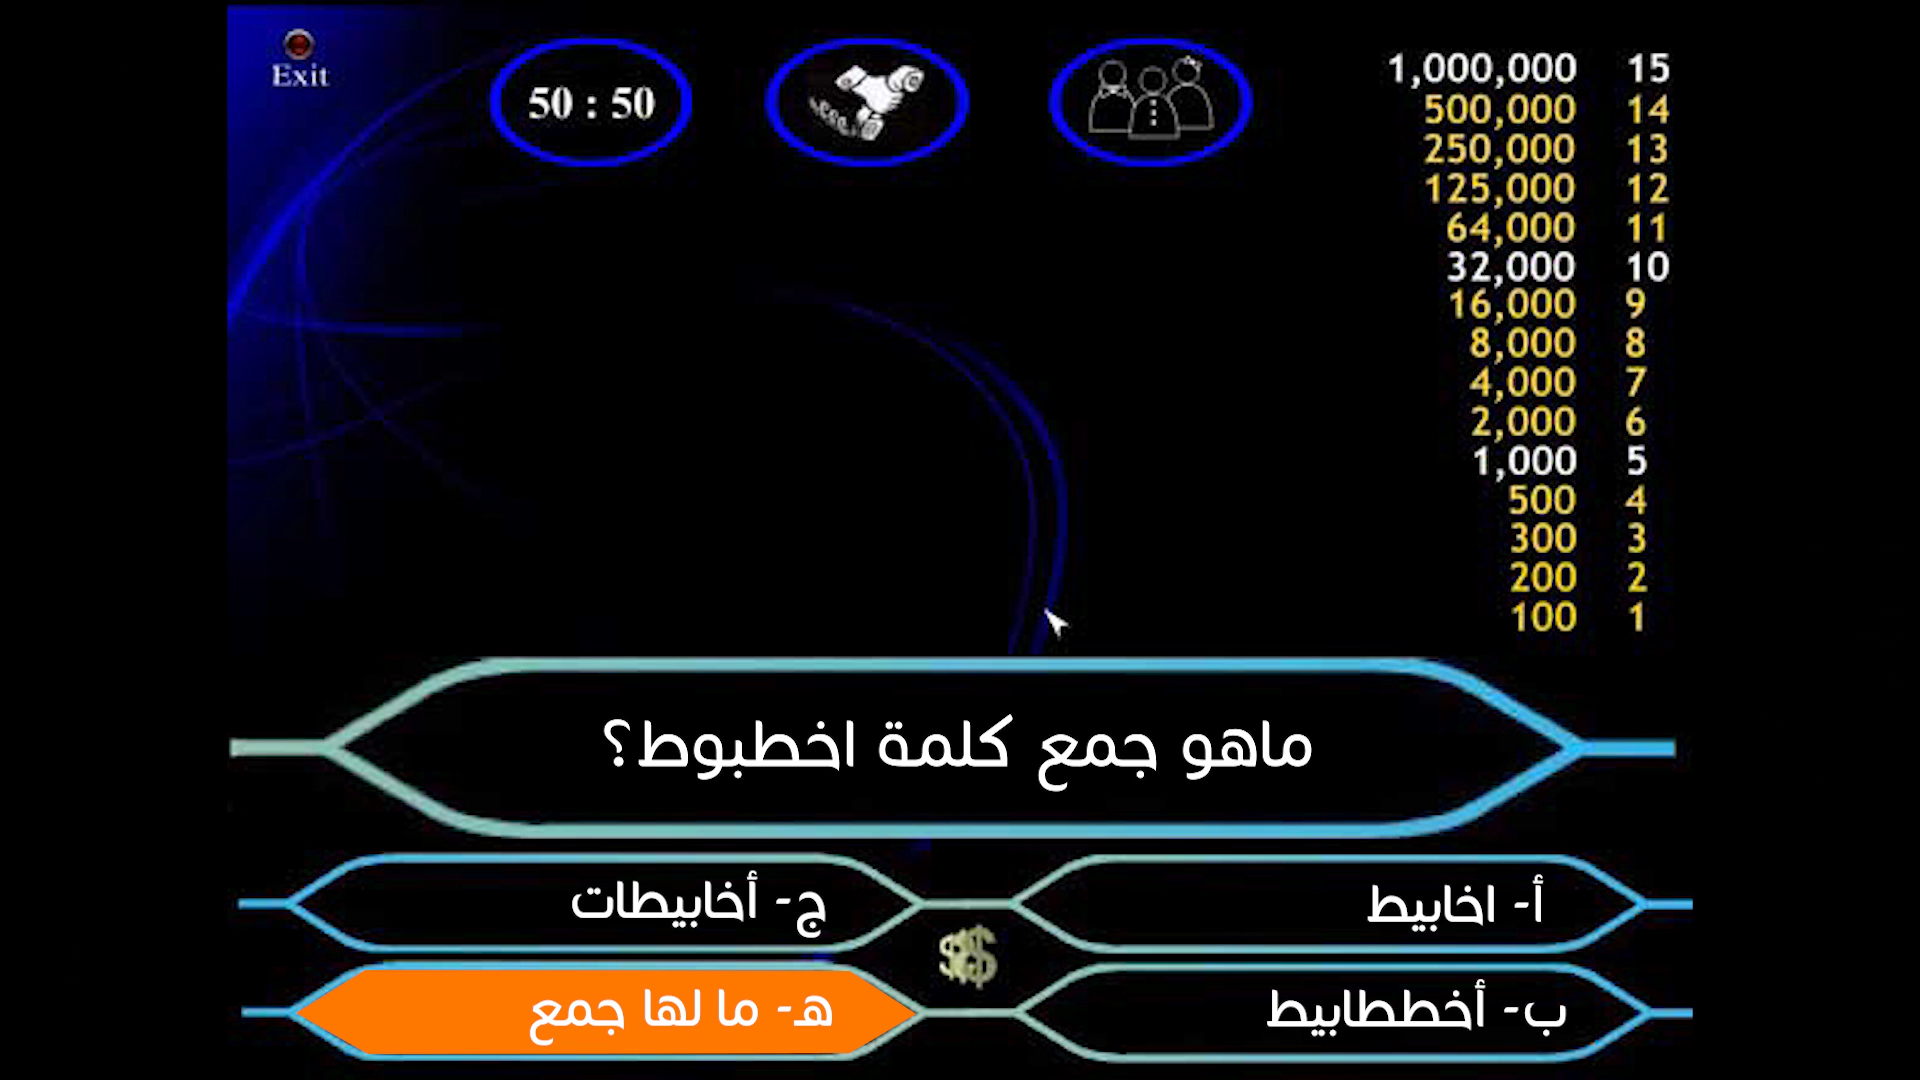 Exit
50 : 50
1,000,000 15
500,000 14
250,000 13
125,000 12
64,000 11
32,000 10
16,000 9
8,000 8
4,000 7
2,000 6
1,000 5
500 4
300 3
200 2
100 1
ماهو جمع كلمة اخطبوط؟
أ- اخابيط
ج- أخابيطات
ب- أخططابيط
هـ- ما لها جمع